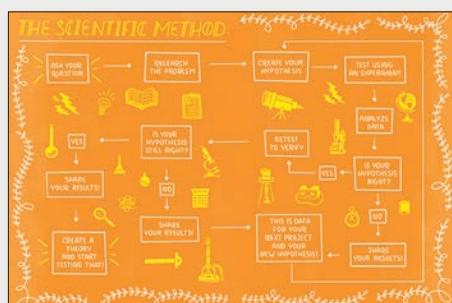 THE SCIENTIFIC METHOD
ASK YOUR
QUESTION
RESEARCH
THE PROBLEM
CREATE YOUR
HYPOTHESIS
TEST USING
AN EXPERIMENT
ANALYZE
DATA
IS YOUR
HYPOTHESIS
RIGHT?
YES
RETEST
TO VERIFY
IS YOUR
HYPOTHESIS
STILL RIGHT?
YES
SHARE
YOUR RESULTS!
CREATE A
THEORY AND
START
TESTING THAT!
NO
SHARE
YOUR RESULTS!
NO
SHARE
YOUR RESULTS!
THIS IS DATA
FOR YOUR
NEXT PROJECT
AND YOUR
NEW HYPOTHESIS!